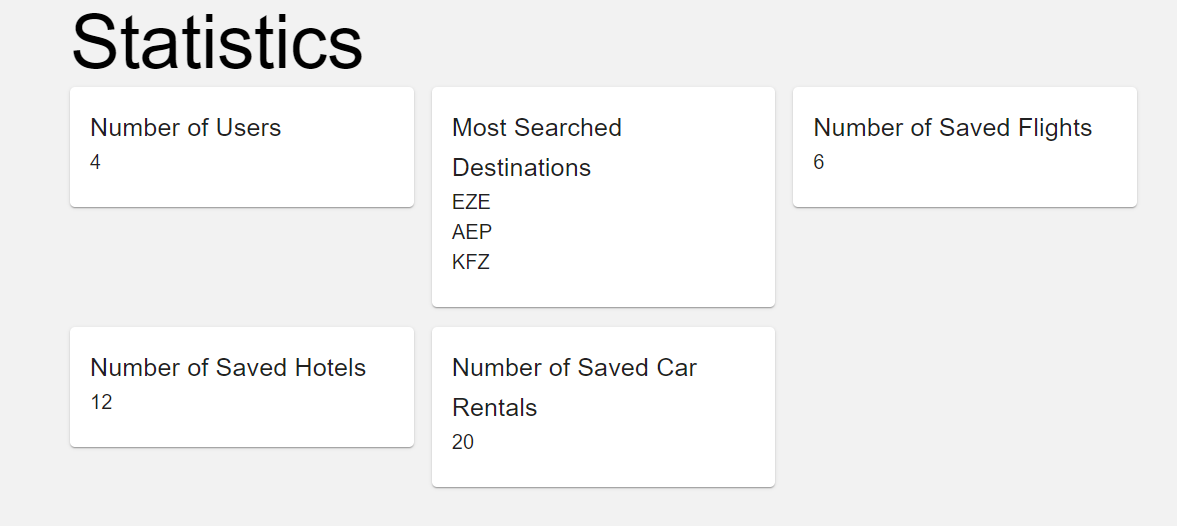 Statistics
Number of Users
4
Most Searched
Destinations
EZE
AEP
KFZ
Number of Saved Flights
6
Number of Saved Hotels
12
Number of Saved Car
Rentals
20